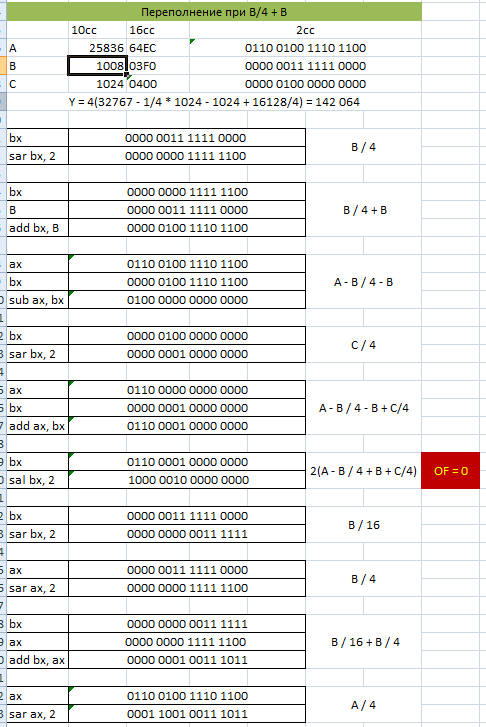 Переполнение при B/4 + B
10cc 16cc 2cc
A 25836 64EC 0110 0100 1110 1100
B 1008 03F0 0000 0011 1111 0000
C 1024 0400 0000 0100 0000 0000
Y = 4(32767 - 1/4 * 1024 - 1024 + 16128/4) = 142 064
bx 0000 0011 1111 0000
sar bx, 2 0000 0000 1111 1100
B / 4
bx 0000 0000 1111 1100
B 0000 0011 1111 0000
add bx, B 0000 0100 1110 1100
B / 4 + B
ax 0110 0100 1110 1100
bx 0000 0100 1110 1100
sub ax, bx 0100 0000 0000 0000
A - B / 4 - B
bx 0000 0100 0000 0000
sar bx, 2 0000 0001 0000 0000
C / 4
ax 0110 0000 0000 0000
bx 0000 0001 0000 0000
add ax, bx 0110 0001 0000 0000
A - B / 4 - B + C/4
bx 0110 0001 0000 0000
sal bx, 2 1000 0010 0000 0000
2(A - B / 4 + B + C/4) OF = 0
bx 0000 0011 1111 0000
sar bx, 2 0000 0000 0011 1111
B / 16
ax 0000 0011 1111 0000
sar ax, 2 0000 0000 1111 1100
B / 4
bx 0000 0000 0011 1111
ax 0000 0000 1111 1100
add bx, ax 0000 0001 0011 1011
B / 16 + B / 4
ax 0110 0100 1110 1100
sar ax, 2 0001 1001 0011 1011
A / 4